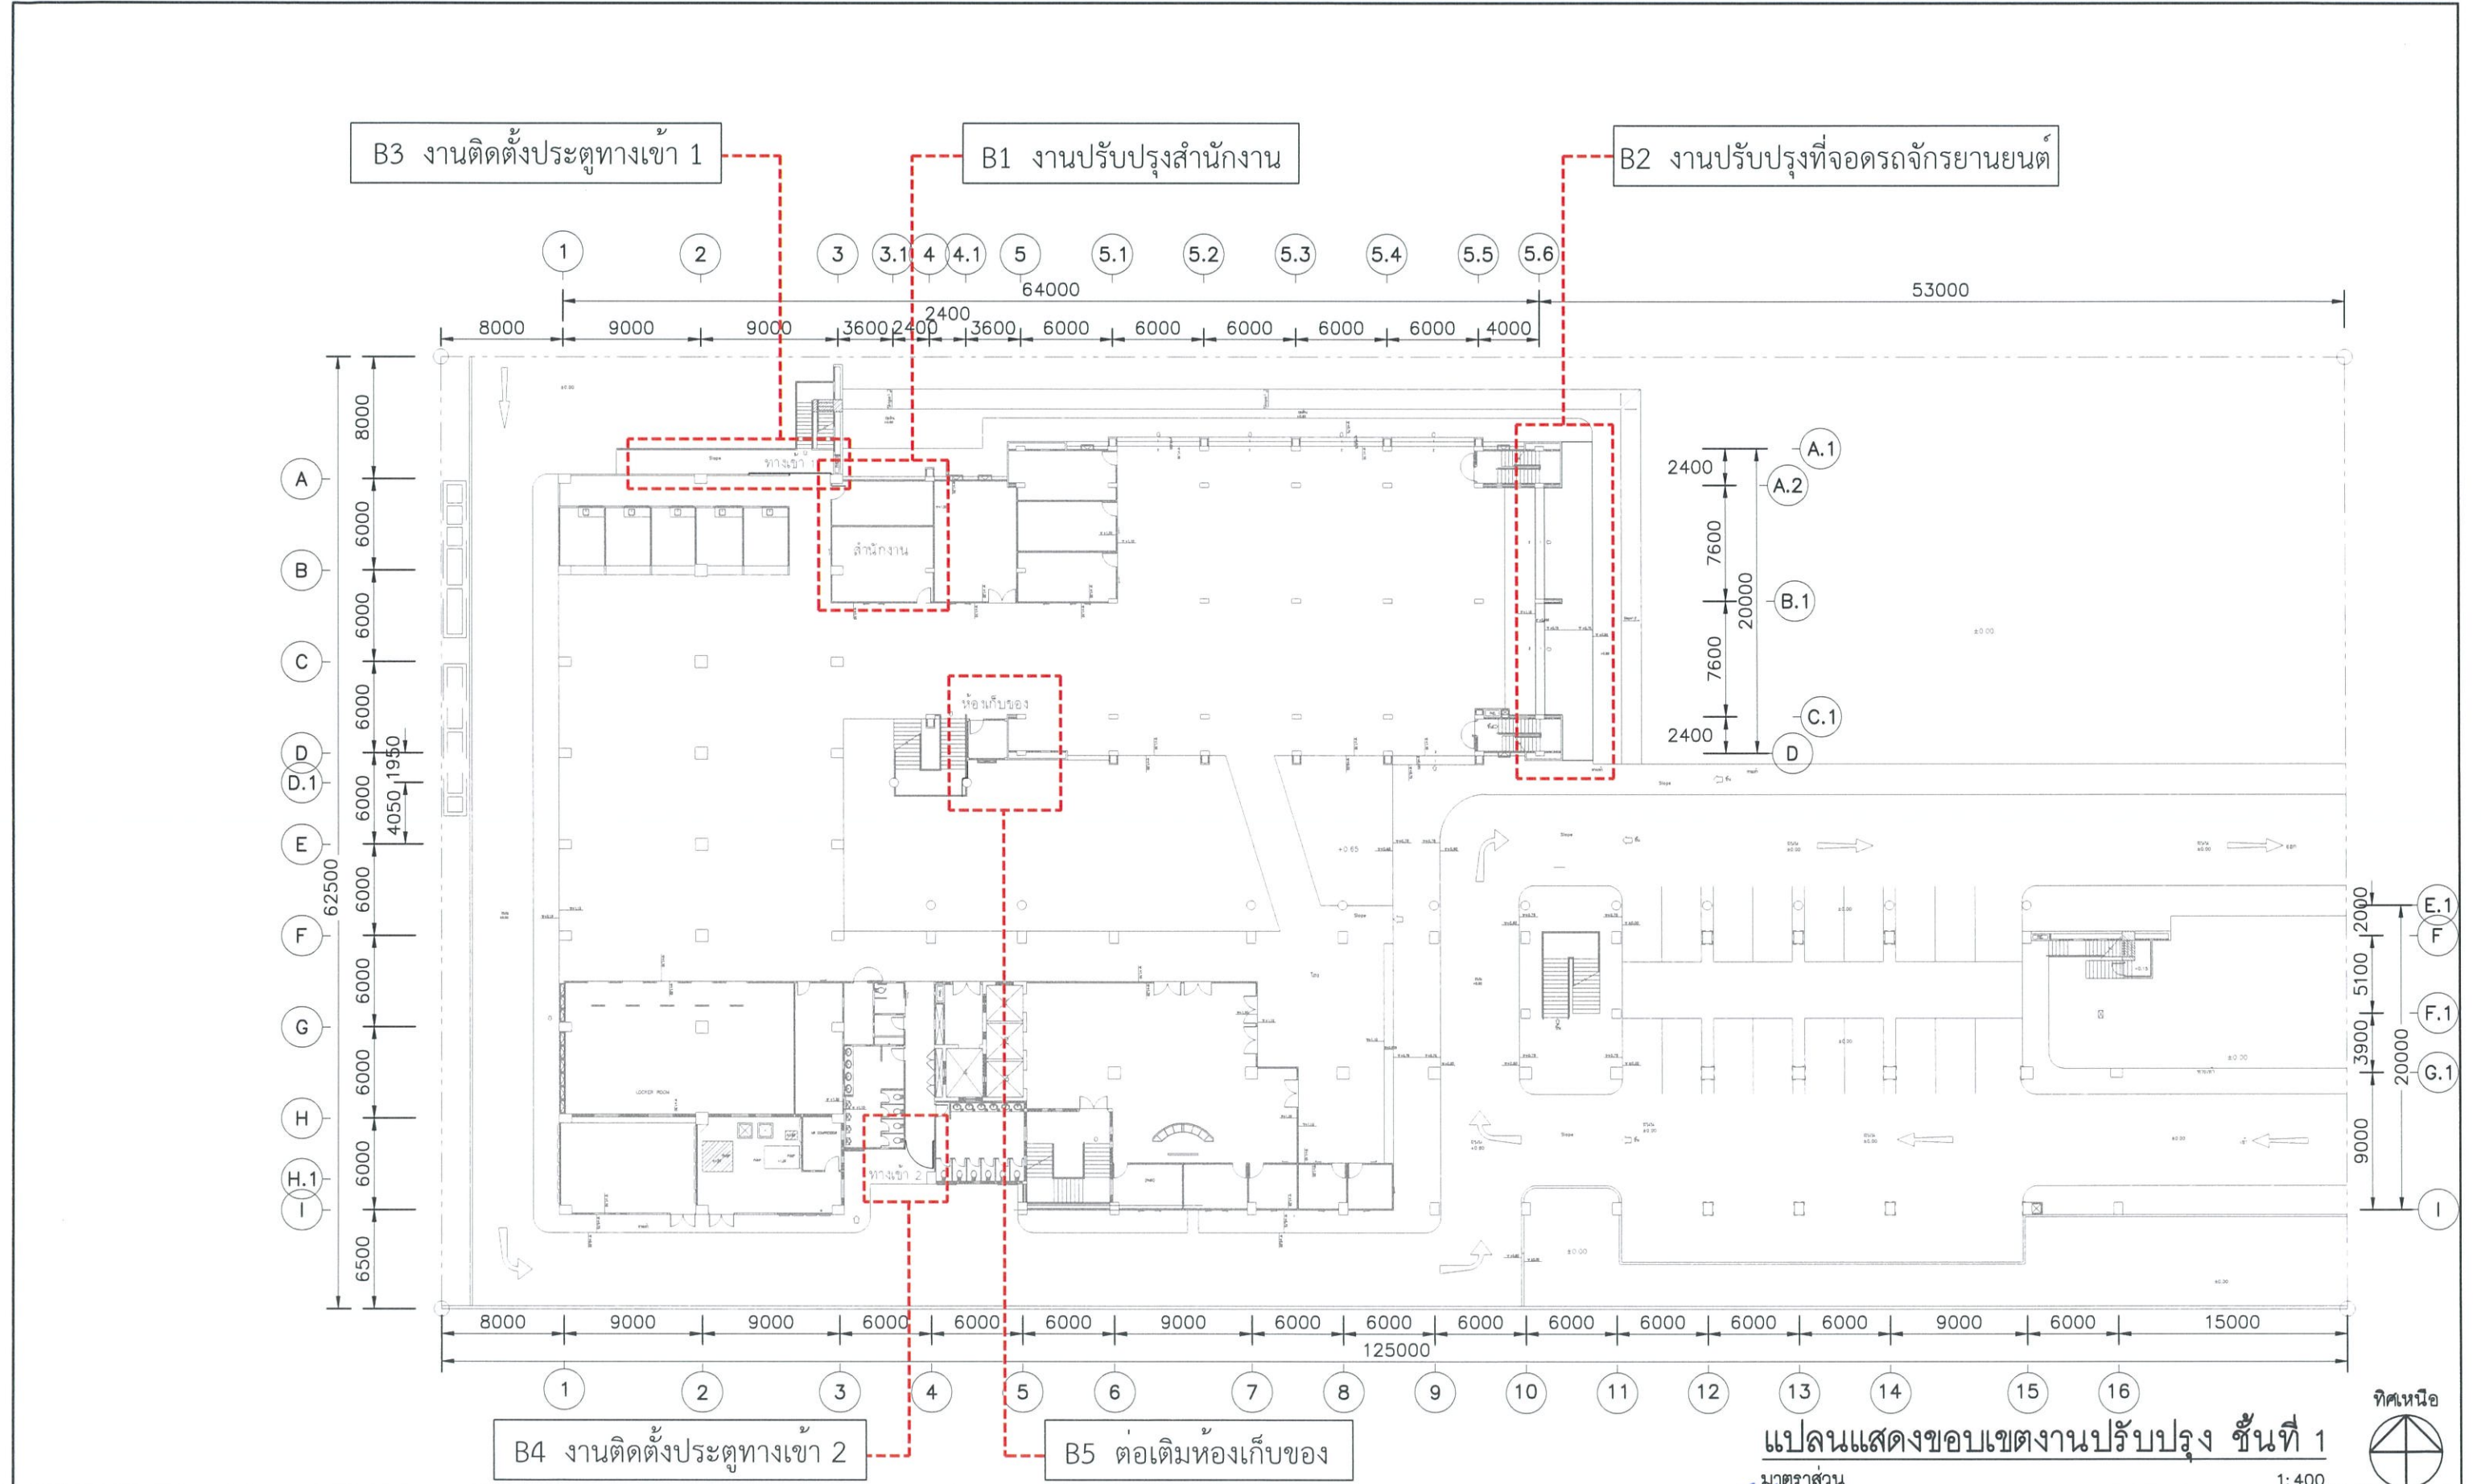 B3 งานติดตั้งประตูทางเข้า 1
B1 งานปรับปรุงสำนักงาน
B2 งานปรับปรุงที่จอดรถจักรยานยนต์
1 2 3 3.1 4 4.1 5 5.1 5.2 5.3 5.4 5.5 5.6
64000 53000
2400
8000 9000 9000 3600 2400 3600 6000 6000 6000 6000 6000 4000
8000
A
6000
B
6000
C
6000
D
1950
D.1
6000
4050
E
62500
6000
F
6000
G
6000
H
6000
H.1
I
6500
ทางเข้า 1
Slope
สำนักงาน
ห้องเก็บของ
A.1
2400
A.2
7600
20000
B.1
7600
C.1
2400
D
±0.00
+0.65
Slope
LOCKER ROOM
ทางเข้า 2
±0.00
E.1
2000
F
5100
F.1
3900
20000
G.1
9000
I
8000 9000 9000 6000 6000 6000 9000 6000 6000 6000 6000 6000 6000 6000 9000 6000 15000
125000
1 2 3 4 5 6 7 8 9 10 11 12 13 14 15 16
B4 งานติดตั้งประตูทางเข้า 2
B5 ต่อเติมห้องเก็บของ
ทิศเหนือ
แปลนแสดงขอบเขตงานปรับปรุง ชั้นที่ 1
มาตราส่วน 1:400